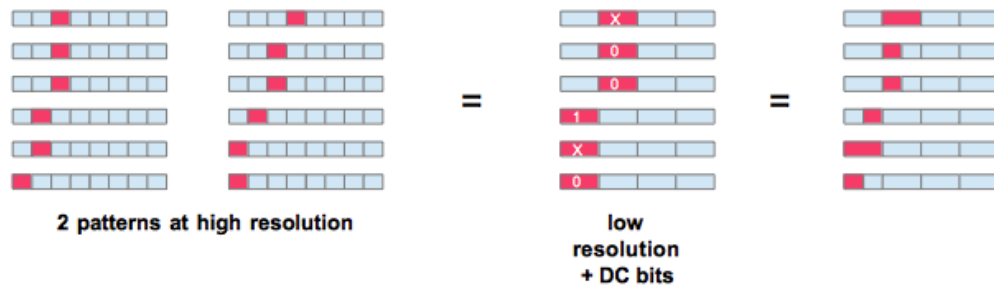 X
0
0
= =
1
X
0
2 patterns at high resolution
low
resolution
+ DC bits